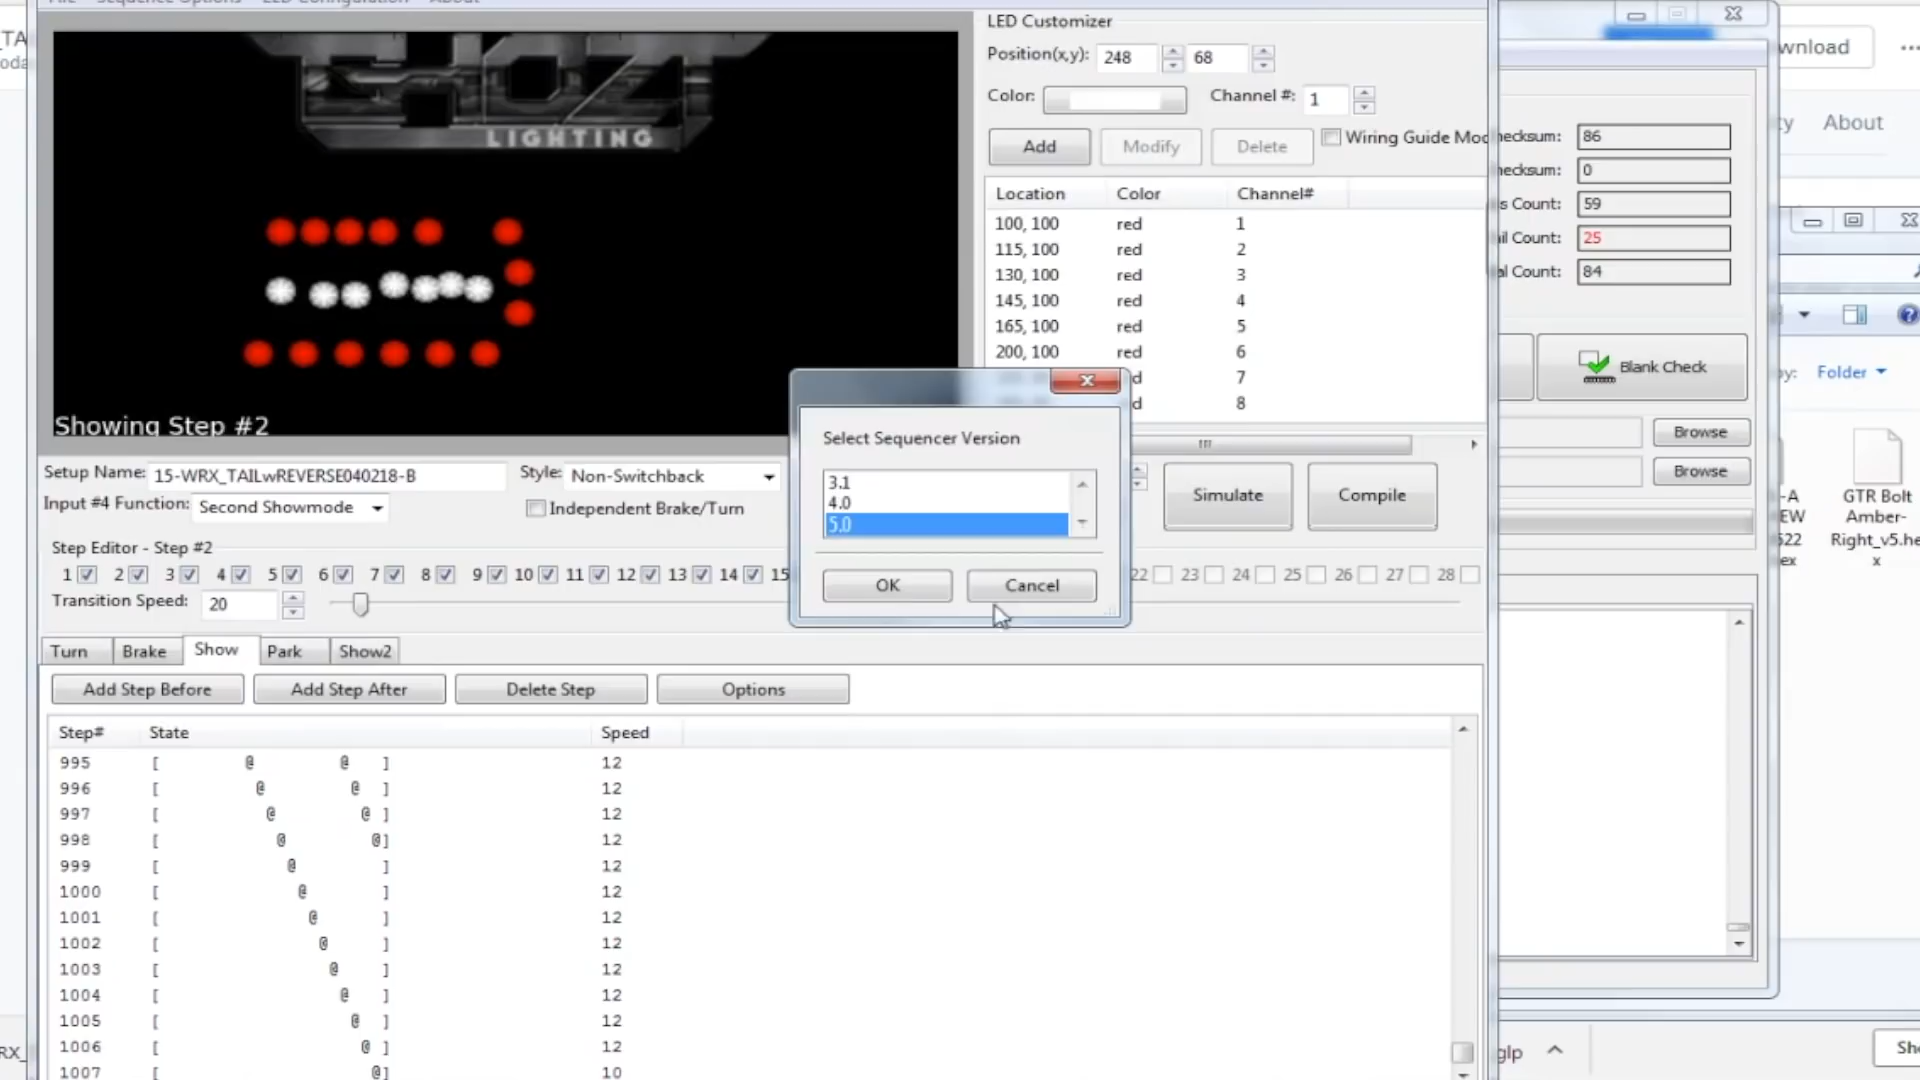 File Sequence Options LED Configuration About
LED Customizer
Position(x,y): 248 68
Color: Channel #: 1
Add Modify Delete Wiring Guide Mod
Location Color Channel#
100, 100 red 1
115, 100 red 2
130, 100 red 3
145, 100 red 4
165, 100 red 5
200, 100 red 6
7
d 8
LIGHTING
Showing Step #2
Setup Name: 15-WRX_TAILwREVERSE040218-B Style: Non-Switchback
Input #4 Function: Second Showmode Independent Brake/Turn
Simulate Compile
Step Editor - Step #2
1 2 3 4 5 6 7 8 9 10 11 12 13 14 15 22 23 24 25 26 27 28
Transition Speed: 20
Select Sequencer Version
3.1
4.0
5.0
OK Cancel
Turn Brake Show Park Show2
Add Step Before Add Step After Delete Step Options
Step# State Speed
995 [ @ @ ] 12
996 [ @ @ ] 12
997 [ @ @ ] 12
998 [ @ @] 12
999 [ @ ] 12
1000 [ @ ] 12
1001 [ @ ] 12
1002 [ @ ] 12
1003 [ @ ] 12
1004 [ @ ] 12
1005 [ @ ] 12
1006 [ @ ] 12
1007 [ @] 10
hecksum: 86
hecksum: 0
s Count: 59
il Count: 25
al Count: 84
Blank Check
Browse
Browse
wnload
About
by: Folder
GTR Bolt
Amber-
Right_v5.he
x
-A
EW
522
ex
_TA
oda
RX_
glp
Sho